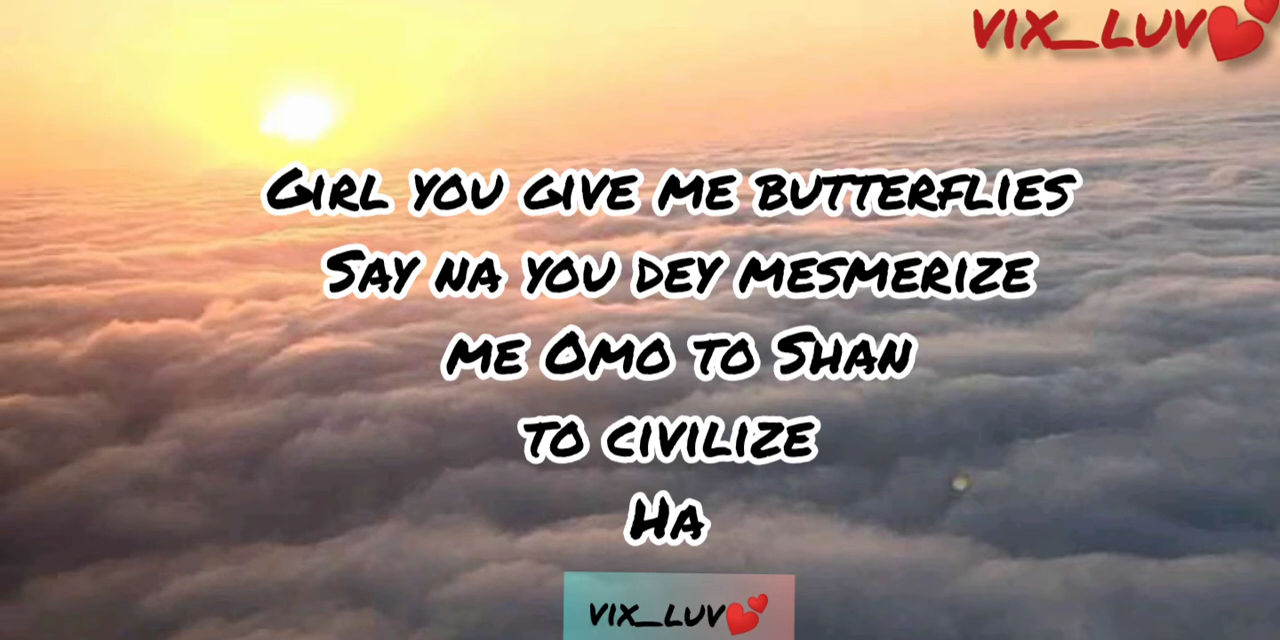 VIX_LUV💕
Girl you give me butterflies
Say na you dey mesmerize
me Omo to Shan
to civilize
Ha
VIX_LUV💕